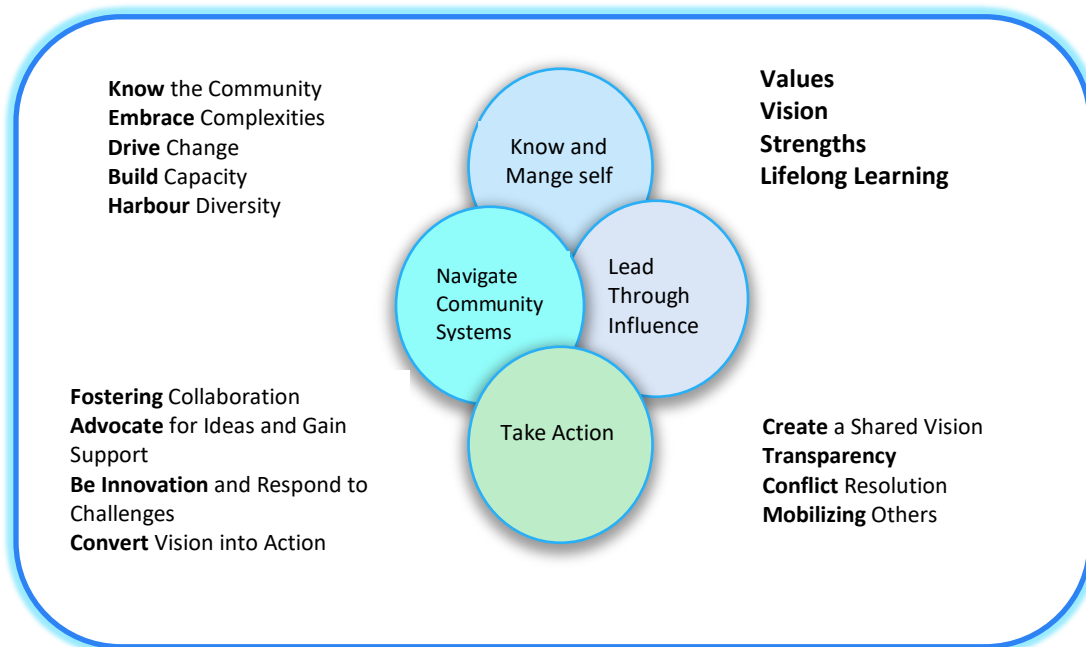 Know the Community
Embrace Complexities
Drive Change
Build Capacity
Harbour Diversity
Know and
Mange self
Values
Vision
Strengths
Lifelong Learning
Navigate
Community
Systems
Lead
Through
Influence
Fostering Collaboration
Advocate for Ideas and Gain
Support
Be Innovation and Respond to
Challenges
Convert Vision into Action
Take Action
Create a Shared Vision
Transparency
Conflict Resolution
Mobilizing Others